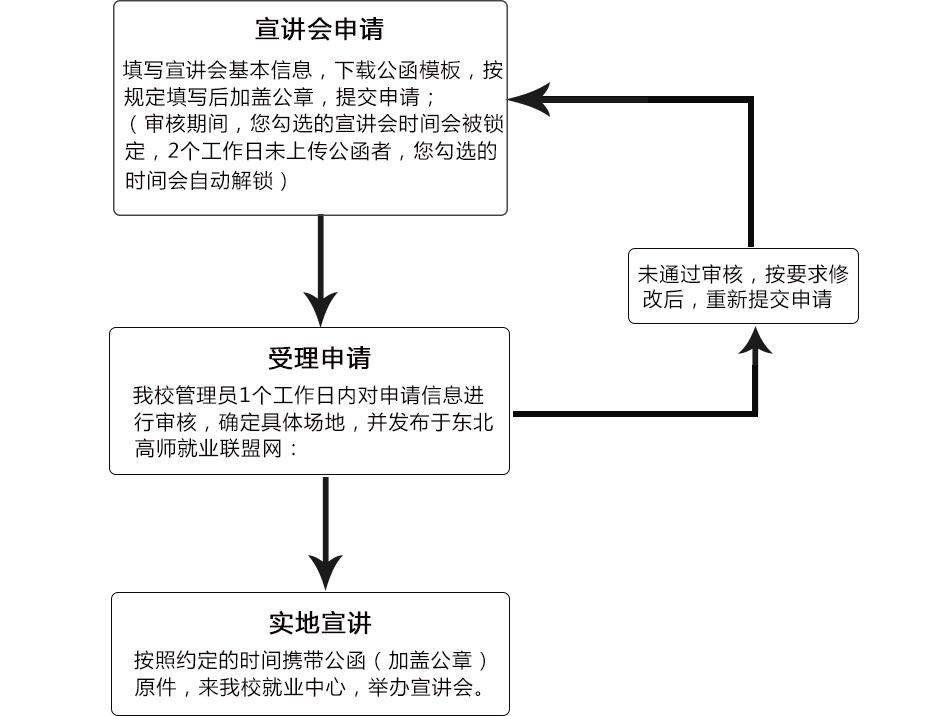 宣讲会申请
填写宣讲会基本信息，下载公函模板，按
规定填写后加盖公章，提交申请；
（审核期间，您勾选的宣讲会时间会被锁
定，2个工作日未上传公函者，您勾选的
时间会自动解锁）
未通过审核，按要求修
改后，重新提交申请
受理申请
我校管理员1个工作日内对申请信息进
行审核，确定具体场地，并发布于东北
高师就业联盟网：
实地宣讲
按照约定的时间携带公函（加盖公章）
原件，来我校就业中心，举办宣讲会。